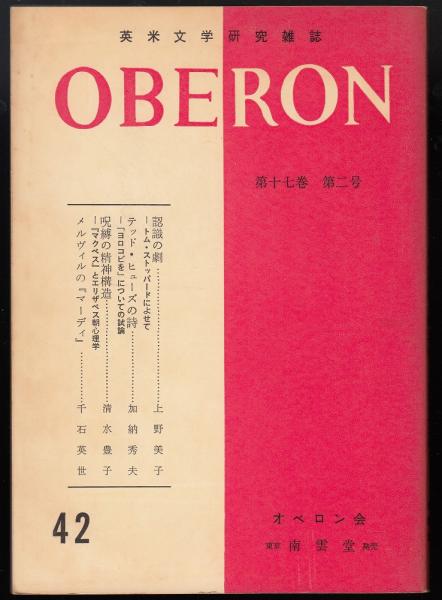 英米文学研究雑誌
OBERON
第十七巻 第二号
認識の劇………………上野美子
―トム・ストッパードによせて
テッド・ヒューズの詩………………加納秀夫
―「ヨロコビを」についての試論
呪縛の精神構造………………清水豊子
―『マクベス』とエリザベス朝心理学
メルヴィルの『マーディ』………………千石英世
42
オベロン会
東京 南雲堂 発売